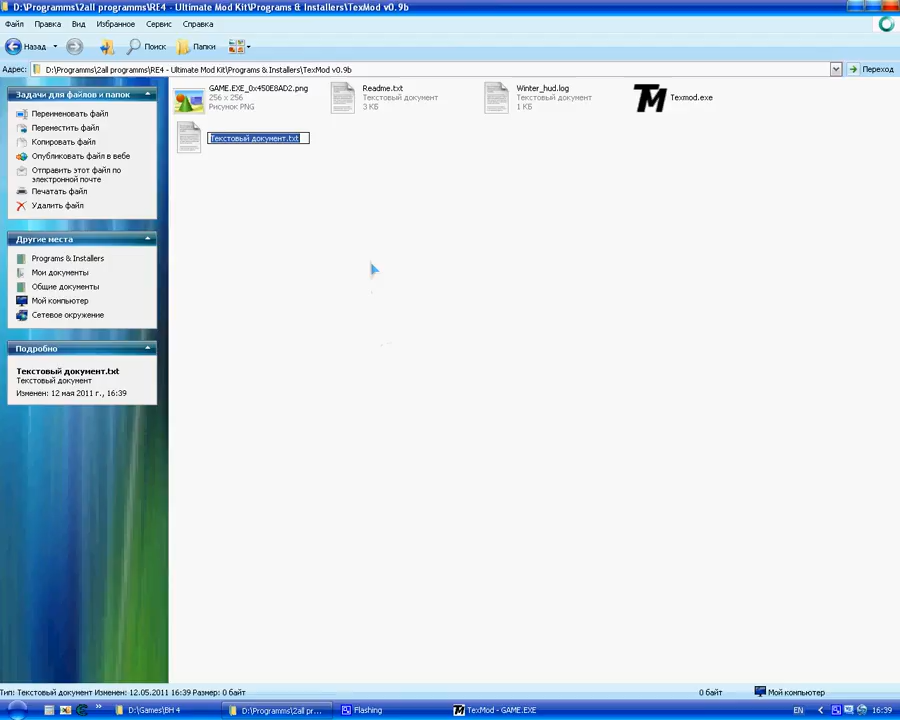 D:\Programms\2all programms\RE4 - Ultimate Mod Kit\Programs & Installers\TexMod v0.9b
Файл Правка Вид Избранное Сервис Справка
Назад Поиск Папки
Адрес: D:\Programms\2all programms\RE4 - Ultimate Mod Kit\Programs & Installers\TexMod v0.9b Переход
Задачи для файлов и папок
Переименовать файл
Переместить файл
Копировать файл
Опубликовать файл в вебе
Отправить этот файл по
электронной почте
Печатать файл
Удалить файл
Другие места
Programs & Installers
Мои документы
Общие документы
Мой компьютер
Сетевое окружение
Подробно
Текстовый документ.txt
Текстовый документ
Изменен: 12 мая 2011 г., 16:39
GAME.EXE_0x450E8AD2.png
256 x 256
Рисунок PNG
Readme.txt
Текстовый документ
3 КБ
Winter_hud.log
Текстовый документ
1 КБ
TM
Texmod.exe
Текстовый документ.txt
Тип: Текстовый документ Изменен: 12.05.2011 16:39 Размер: 0 байт 0 байт Мой компьютер
D:\Games\BH 4 D:\Programms\2all pr... Flashing TexMod - GAME.EXE EN 16:39